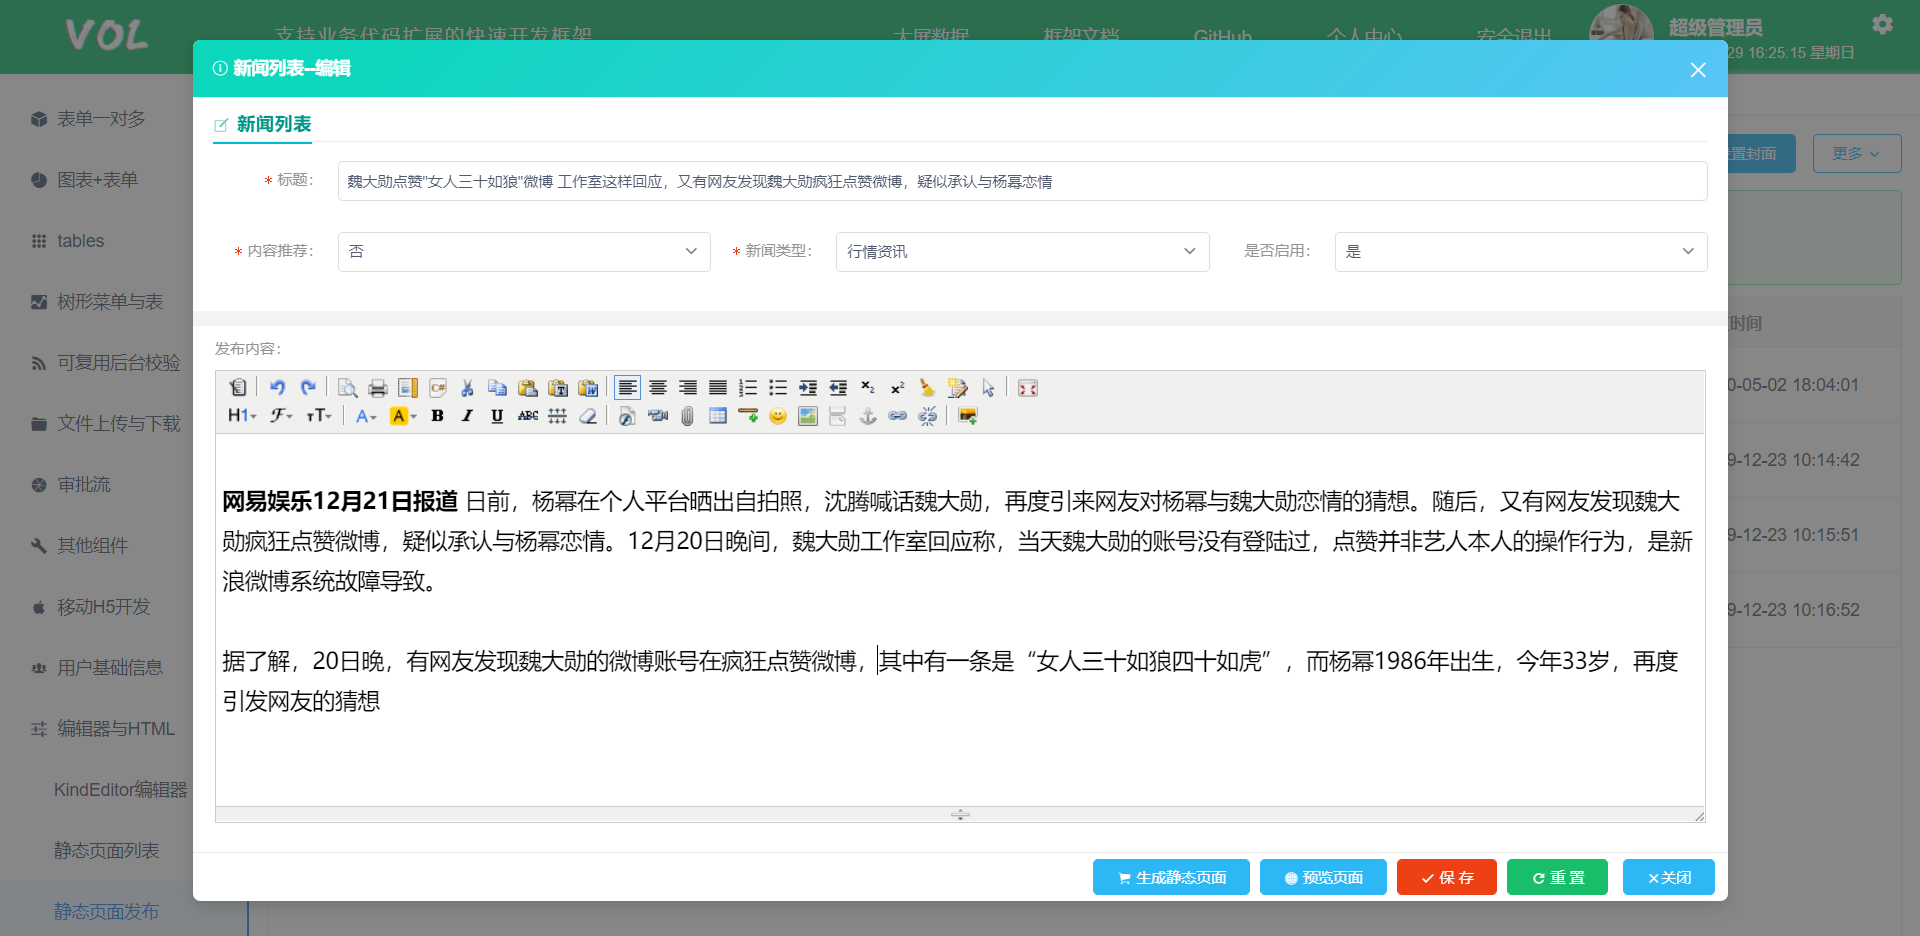 VOL
支持业务代码扩展的快速开发框架
大屏数据
框架文档
GitHub
个人中心
安全退出
超级管理员
29 16:25:15 星期日
表单一对多
图表+表单
tables
树形菜单与表
可复用后台校验
文件上传与下载
审批流
其他组件
移动H5开发
用户基础信息
编辑器与HTML
KindEditor编辑器
静态页面列表
静态页面发布
置封面
更多
时间
0-05-02 18:04:01
9-12-23 10:14:42
9-12-23 10:15:51
9-12-23 10:16:52
新闻列表--编辑
新闻列表
* 标题：
魏大勋点赞"女人三十如狼"微博 工作室这样回应，又有网友发现魏大勋疯狂点赞微博，疑似承认与杨幂恋情
* 内容推荐： 否
* 新闻类型： 行情资讯
是否启用： 是
发布内容：
网易娱乐12月21日报道 日前，杨幂在个人平台晒出自拍照，沈腾喊话魏大勋，再度引来网友对杨幂与魏大勋恋情的猜想。随后，又有网友发现魏大
勋疯狂点赞微博，疑似承认与杨幂恋情。12月20日晚间，魏大勋工作室回应称，当天魏大勋的账号没有登陆过，点赞并非艺人本人的操作行为，是新
浪微博系统故障导致。
据了解，20日晚，有网友发现魏大勋的微博账号在疯狂点赞微博，其中有一条是“女人三十如狼四十如虎”，而杨幂1986年出生，今年33岁，再度
引发网友的猜想
生成静态页面
预览页面
保 存
重 置
关闭